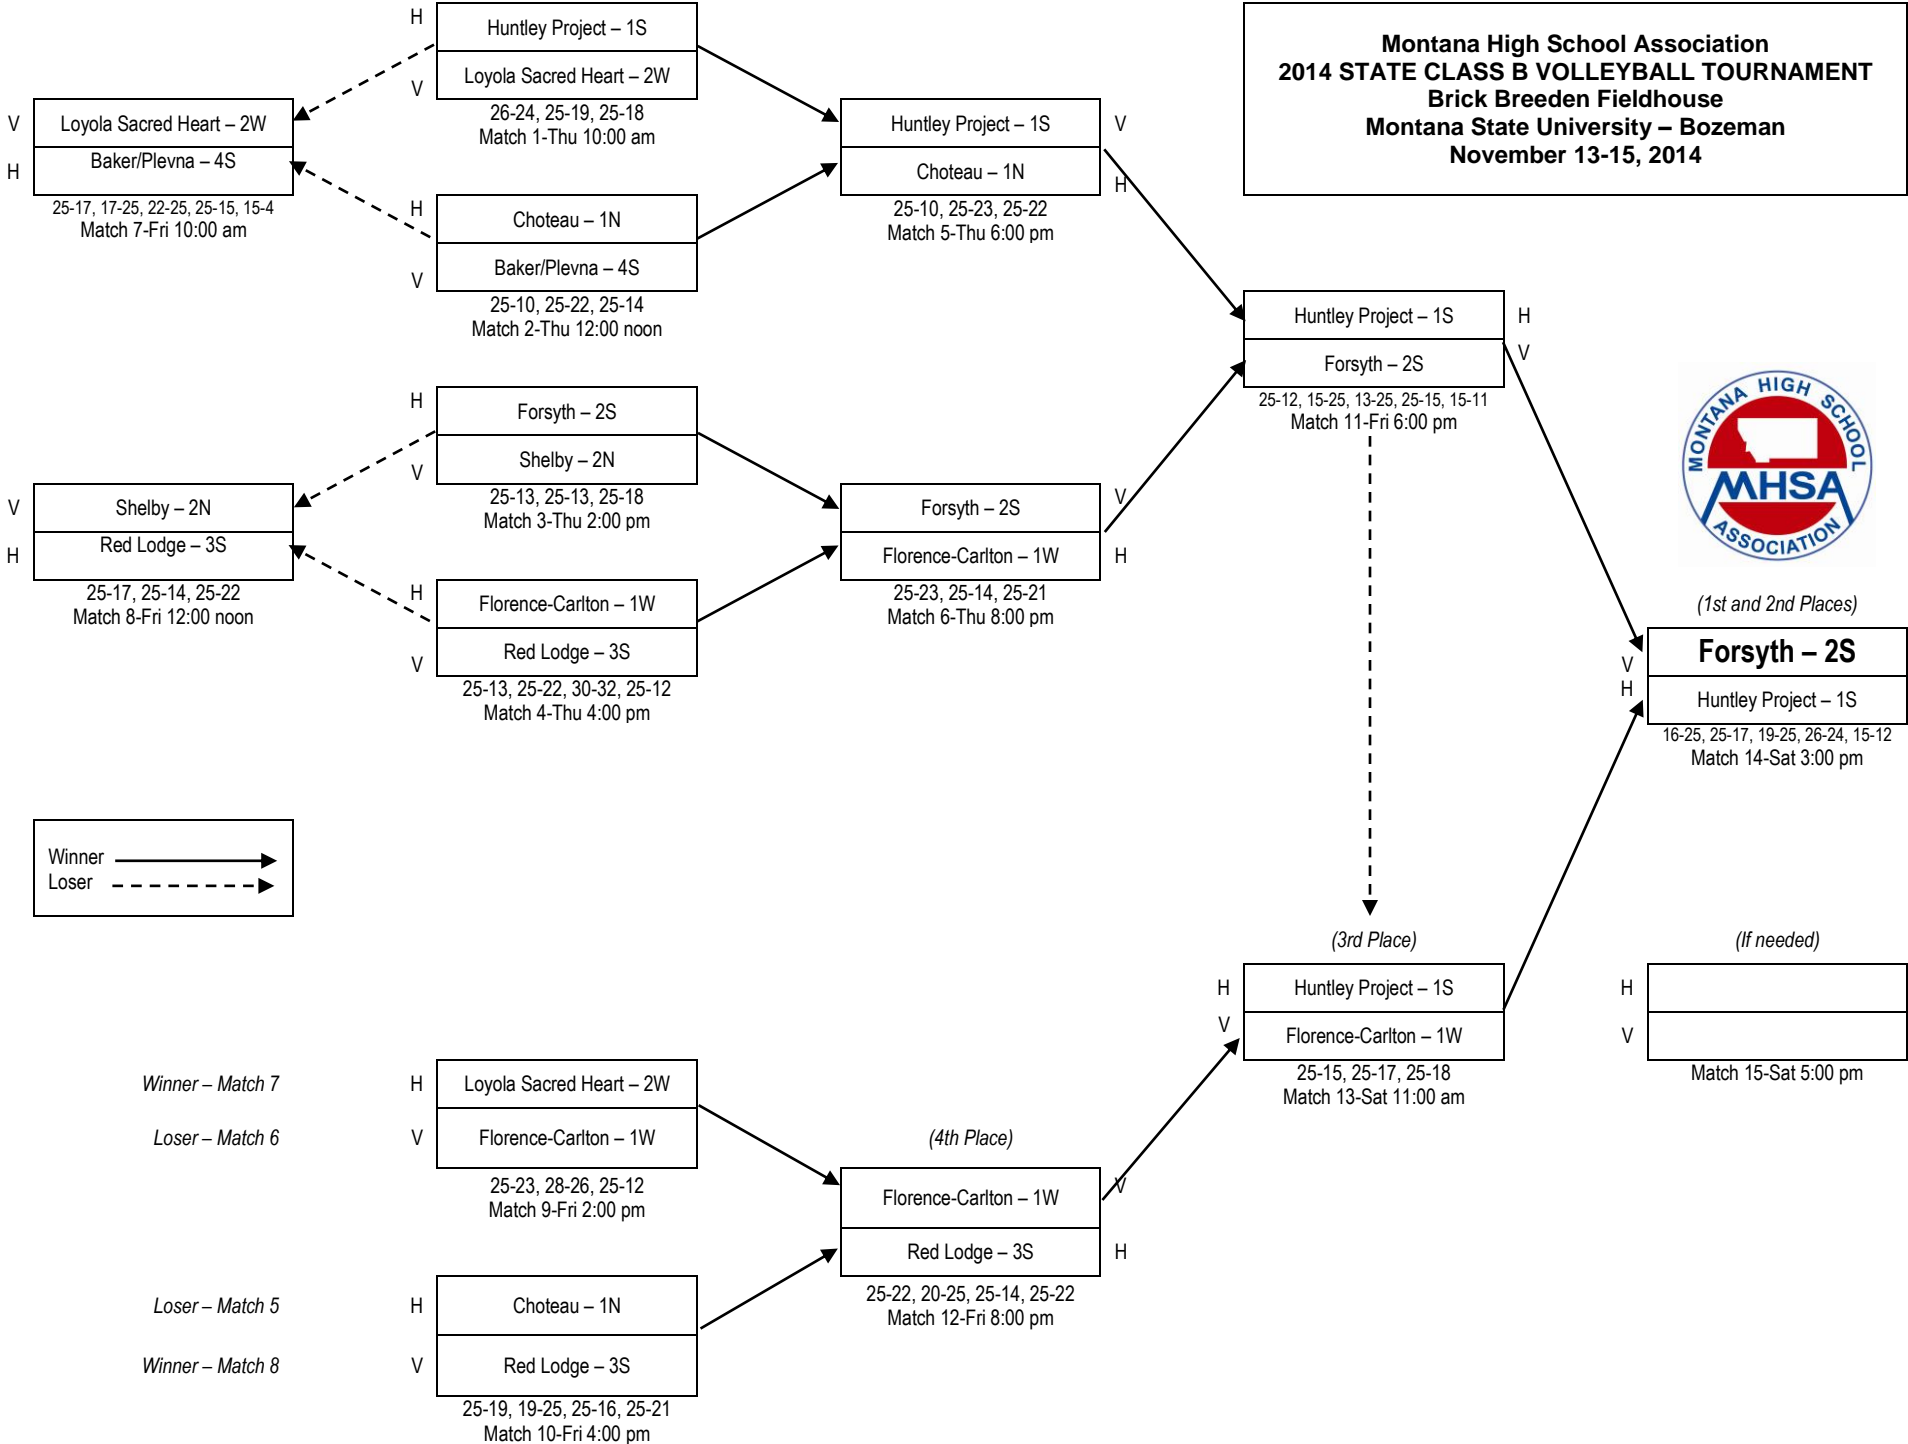 Montana High School Association
2014 STATE CLASS B VOLLEYBALL TOURNAMENT
Brick Breeden Fieldhouse
Montana State University – Bozeman
November 13-15, 2014
H
Huntley Project – 1S
Loyola Sacred Heart – 2W
V
26-24, 25-19, 25-18
Match 1-Thu 10:00 am
V
Loyola Sacred Heart – 2W
H
Baker/Plevna – 4S
25-17, 17-25, 22-25, 25-15, 15-4
Match 7-Fri 10:00 am
H
Choteau – 1N
Baker/Plevna – 4S
V
25-10, 25-22, 25-14
Match 2-Thu 12:00 noon
Huntley Project – 1S
V
Choteau – 1N
H
25-10, 25-23, 25-22
Match 5-Thu 6:00 pm
Huntley Project – 1S
H
Forsyth – 2S
V
25-12, 15-25, 13-25, 25-15, 15-11
Match 11-Fri 6:00 pm
H
Forsyth – 2S
Shelby – 2N
V
25-13, 25-13, 25-18
Match 3-Thu 2:00 pm
V
Shelby – 2N
H
Red Lodge – 3S
25-17, 25-14, 25-22
Match 8-Fri 12:00 noon
H
Florence-Carlton – 1W
Red Lodge – 3S
V
25-13, 25-22, 30-32, 25-12
Match 4-Thu 4:00 pm
Forsyth – 2S
V
Florence-Carlton – 1W
H
25-23, 25-14, 25-21
Match 6-Thu 8:00 pm
MONTANA HIGH SCHOOL
MHSA
ASSOCIATION
(1st and 2nd Places)
V
Forsyth – 2S
H
Huntley Project – 1S
16-25, 25-17, 19-25, 26-24, 15-12
Match 14-Sat 3:00 pm
Winner
Loser
(3rd Place)
H
Huntley Project – 1S
V
Florence-Carlton – 1W
25-15, 25-17, 25-18
Match 13-Sat 11:00 am
(If needed)
H
V
Match 15-Sat 5:00 pm
Winner – Match 7
H
Loyola Sacred Heart – 2W
Loser – Match 6
V
Florence-Carlton – 1W
25-23, 28-26, 25-12
Match 9-Fri 2:00 pm
(4th Place)
Florence-Carlton – 1W
V
Red Lodge – 3S
H
25-22, 20-25, 25-14, 25-22
Match 12-Fri 8:00 pm
Loser – Match 5
H
Choteau – 1N
Winner – Match 8
V
Red Lodge – 3S
25-19, 19-25, 25-16, 25-21
Match 10-Fri 4:00 pm